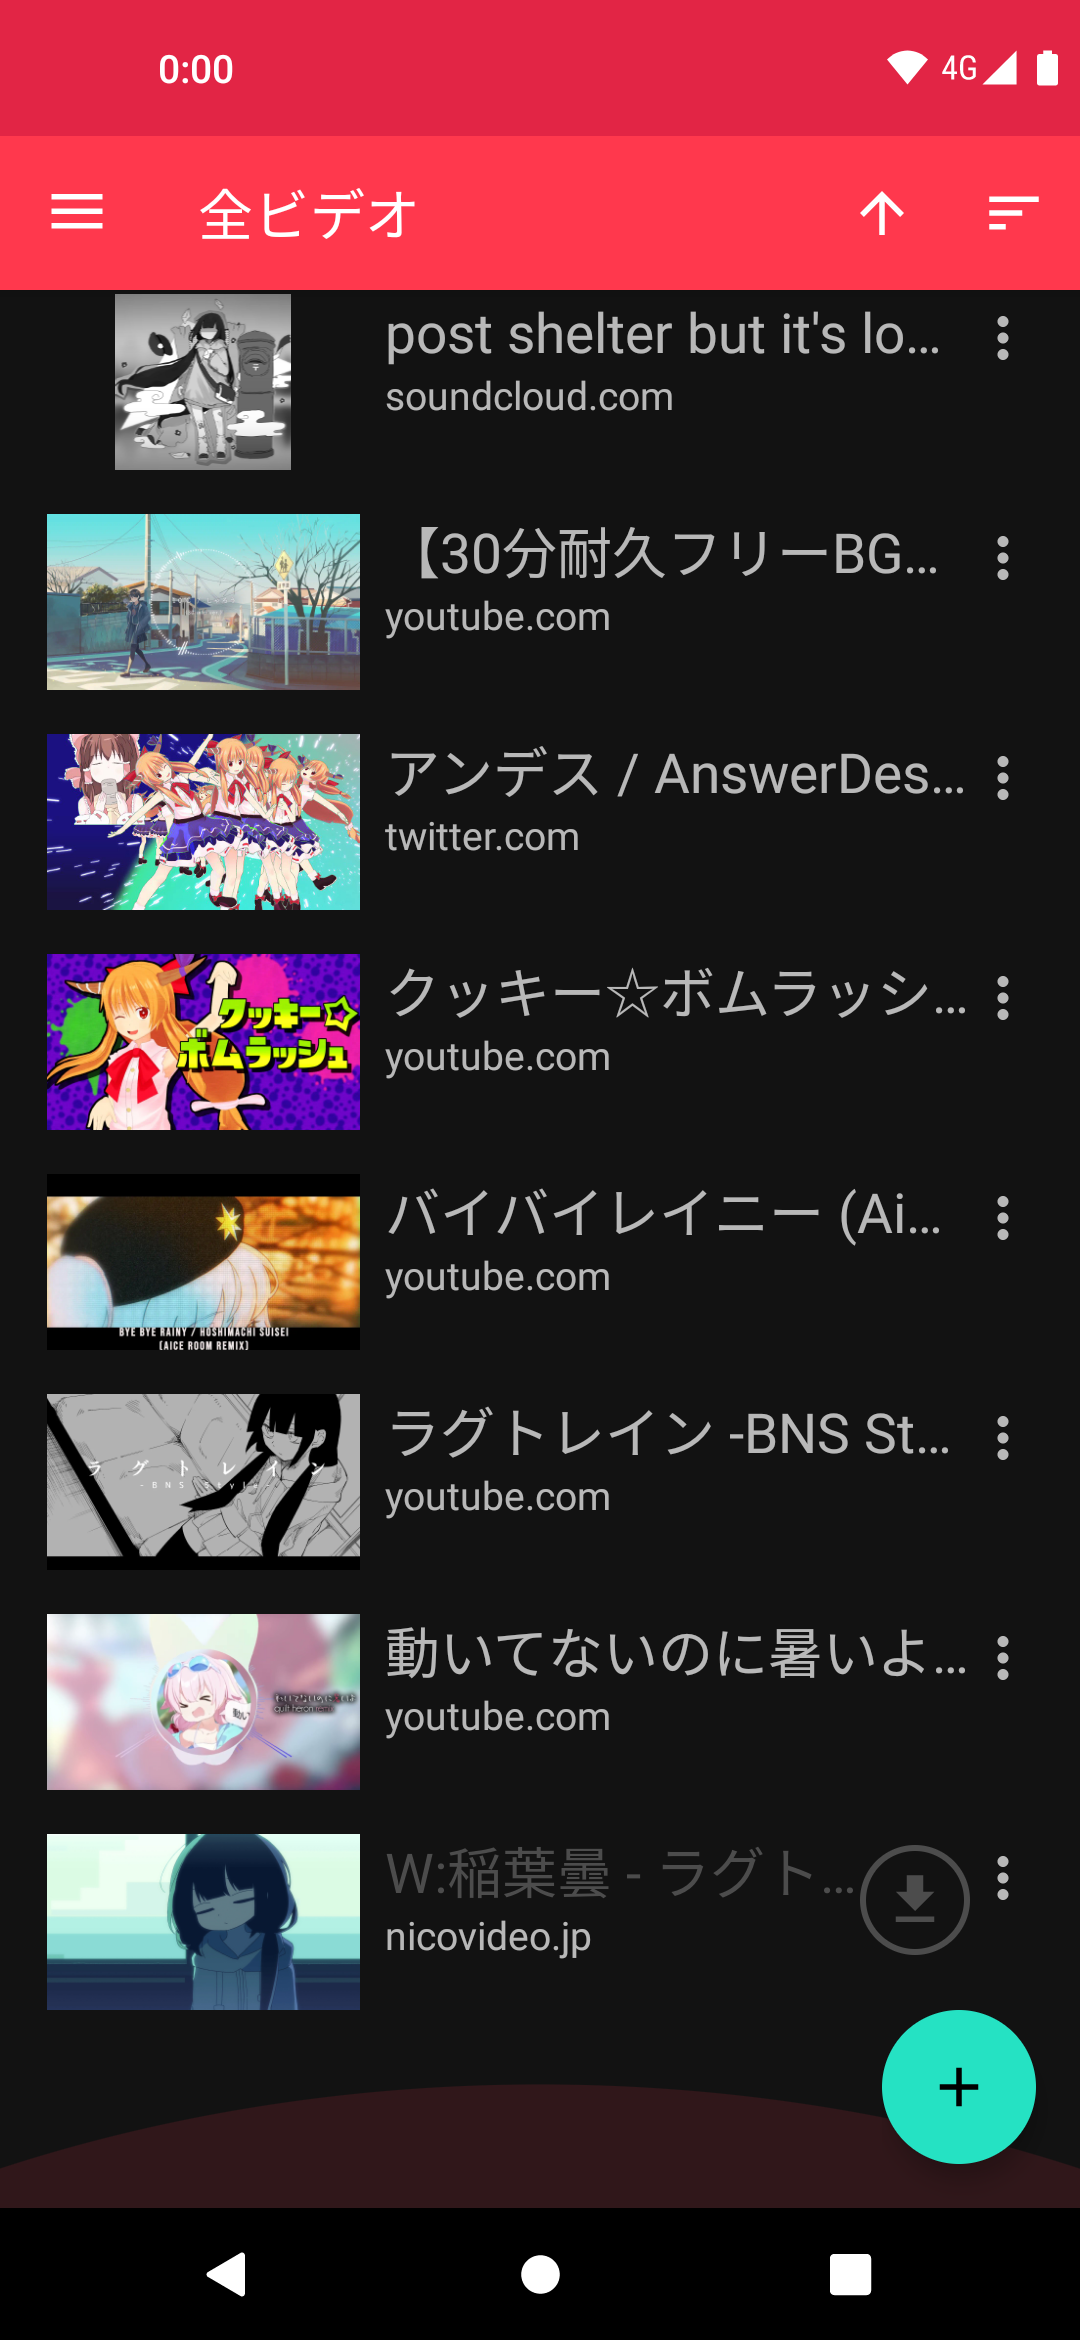 0:00
4G
全ビデオ
post shelter but it's lo...
soundcloud.com
【30分耐久フリーBG...
youtube.com
アンデス / AnswerDes...
twitter.com
クッキー☆
ボムラッシュ
クッキー☆ボムラッシ...
youtube.com
バイバイレイニー (Ai...
youtube.com
BYE BYE RAINY / HOSHIMACHI SUISEI
[AICE ROOM REMIX]
ラグトレイン -BNS St...
youtube.com
ラグトレイン
-BNS Style-
動いてないのに暑いよ...
youtube.com
W:稲葉曇 - ラグト...
nicovideo.jp